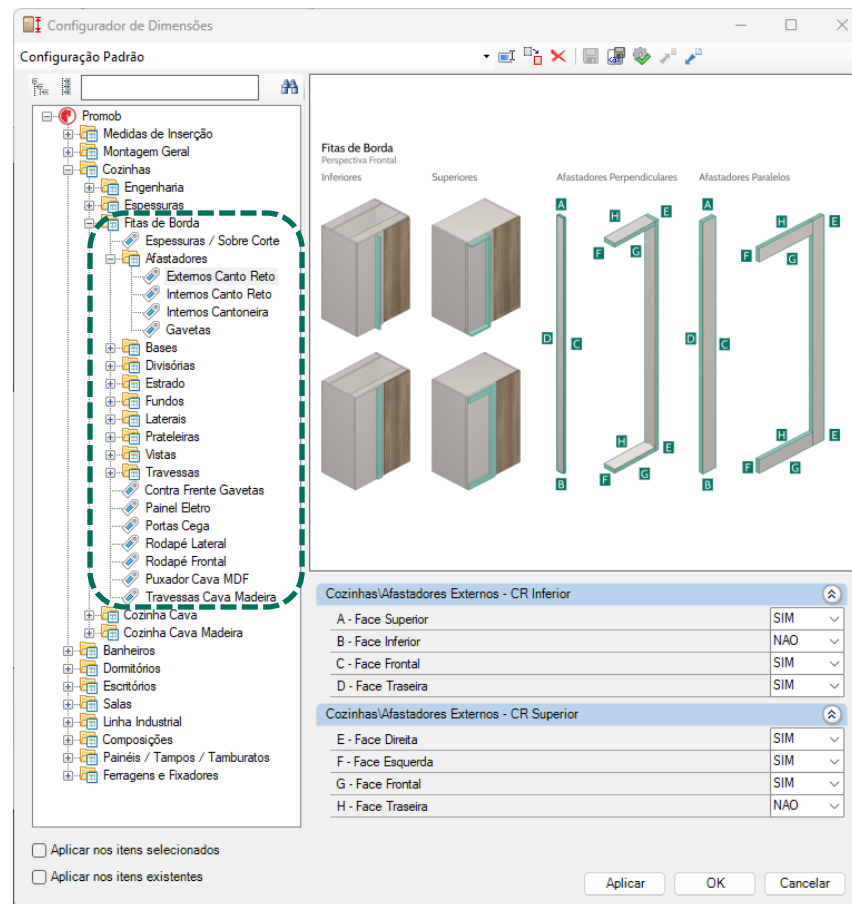 Configurador de Dimensões
Configuração Padrão
Promob
Medidas de Inserção
Montagem Geral
Cozinhas
Engenharia
Espessuras
Fitas de Borda
Espessuras / Sobre Corte
Afastadores
Externos Canto Reto
Internos Canto Reto
Internos Cantoneira
Gavetas
Bases
Divisórias
Estrado
Fundos
Laterais
Prateleiras
Vistas
Travessas
Contra Frente Gavetas
Painel Eletro
Portas Cega
Rodapé Lateral
Rodapé Frontal
Puxador Cava MDF
Travessas Cava Madeira
Cozinha Cava
Cozinha Cava Madeira
Banheiros
Dormitórios
Escritórios
Salas
Linha Industrial
Composições
Painéis / Tampos / Tamburatos
Ferragens e Fixadores
Fitas de Borda
Perspectiva Frontal
Inferiores Superiores Afastadores Perpendiculares Afastadores Paralelos
A H E A H E
F G F G
D C D C
H E H E
F G F G
B B
Cozinhas\Afastadores Externos - CR Inferior
A - Face Superior SIM
B - Face Inferior NAO
C - Face Frontal SIM
D - Face Traseira SIM
Cozinhas\Afastadores Externos - CR Superior
E - Face Direita SIM
F - Face Esquerda SIM
G - Face Frontal SIM
H - Face Traseira NAO
Aplicar nos itens selecionados
Aplicar nos itens existentes
Aplicar OK Cancelar